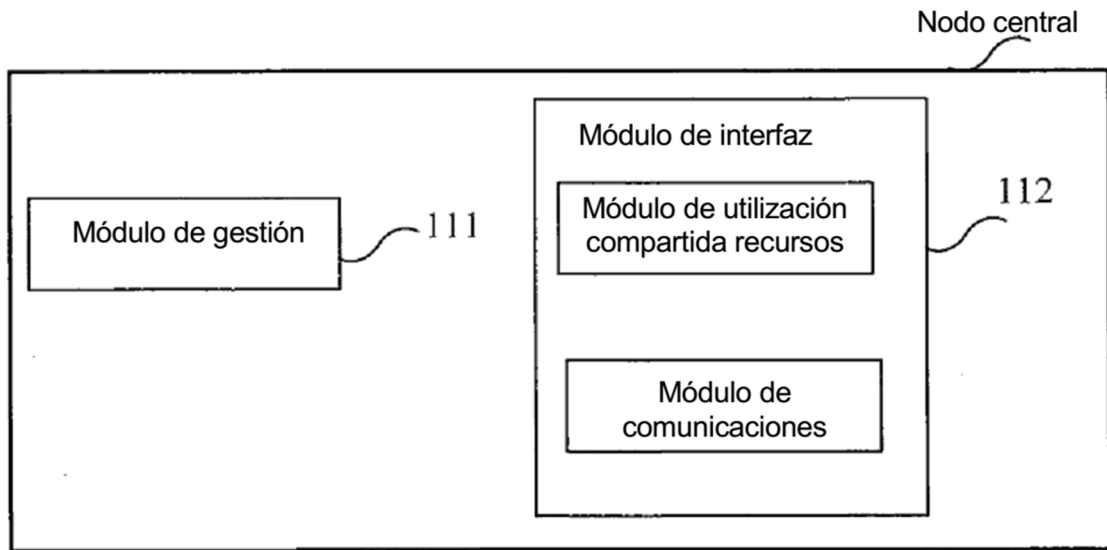 Nodo central
Módulo de interfaz
Módulo de gestión
111
Módulo de utilización
compartida recursos
112
Módulo de
comunicaciones